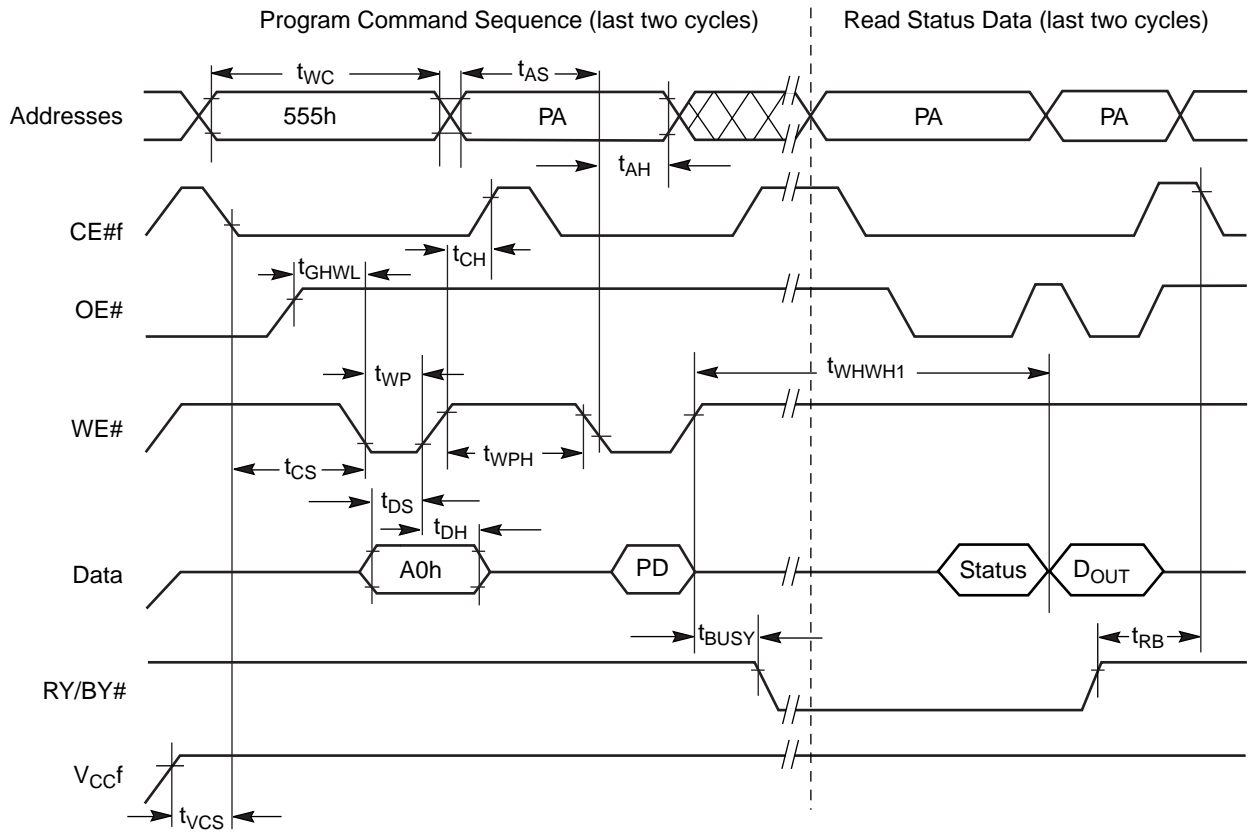 Program Command Sequence (last two cycles)
Read Status Data (last two cycles)
tWC
tAS
Addresses
555h
PA
PA
PA
tAH
CE#f
tCH
tGHWL
OE#
tWP
tWHWH1
WE#
tWPH
tCS
tDS
tDH
Data
A0h
PD
Status
DOUT
tBUSY
tRB
RY/BY#
VCCf
tVCS